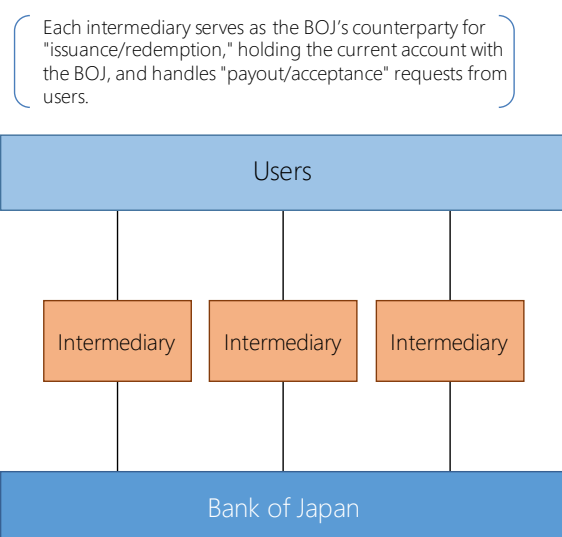 Each intermediary serves as the BOJ's counterparty for
"issuance/redemption," holding the current account with
the BOJ, and handles "payout/acceptance" requests from
users.
Users
Intermediary
Intermediary
Intermediary
Bank of Japan